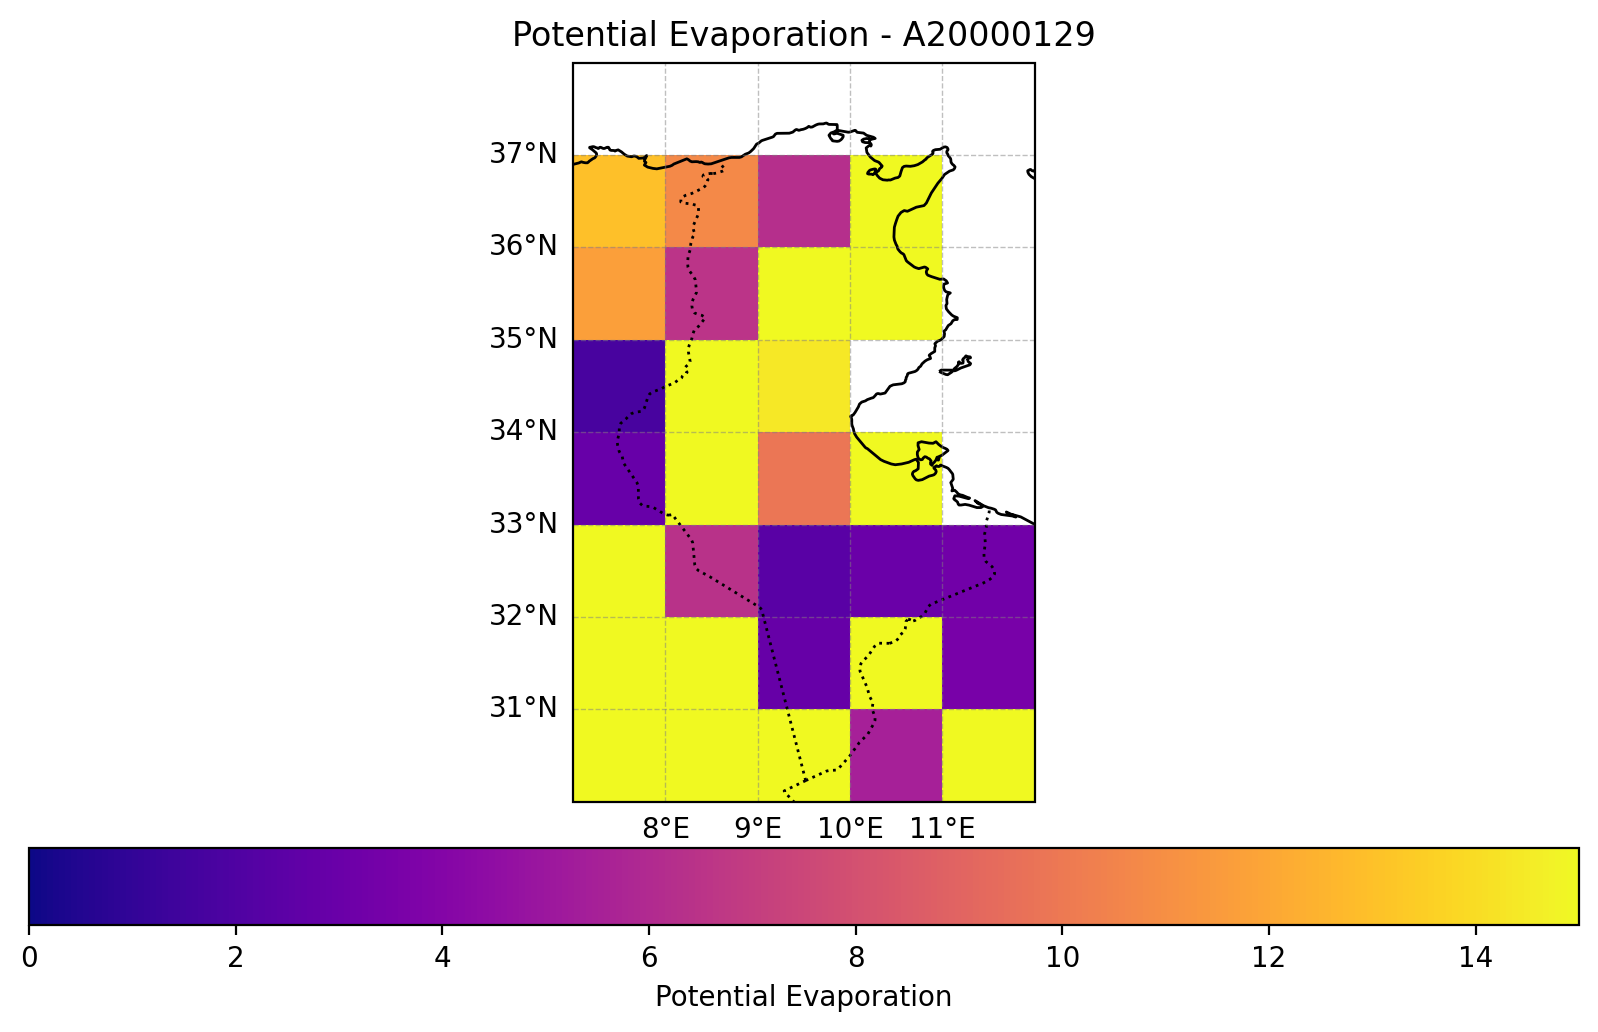 Potential Evaporation - A20000129
37°N
36°N
35°N
34°N
33°N
32°N
31°N
8°E 9°E 10°E 11°E
0 2 4 6 8 10 12 14
Potential Evaporation